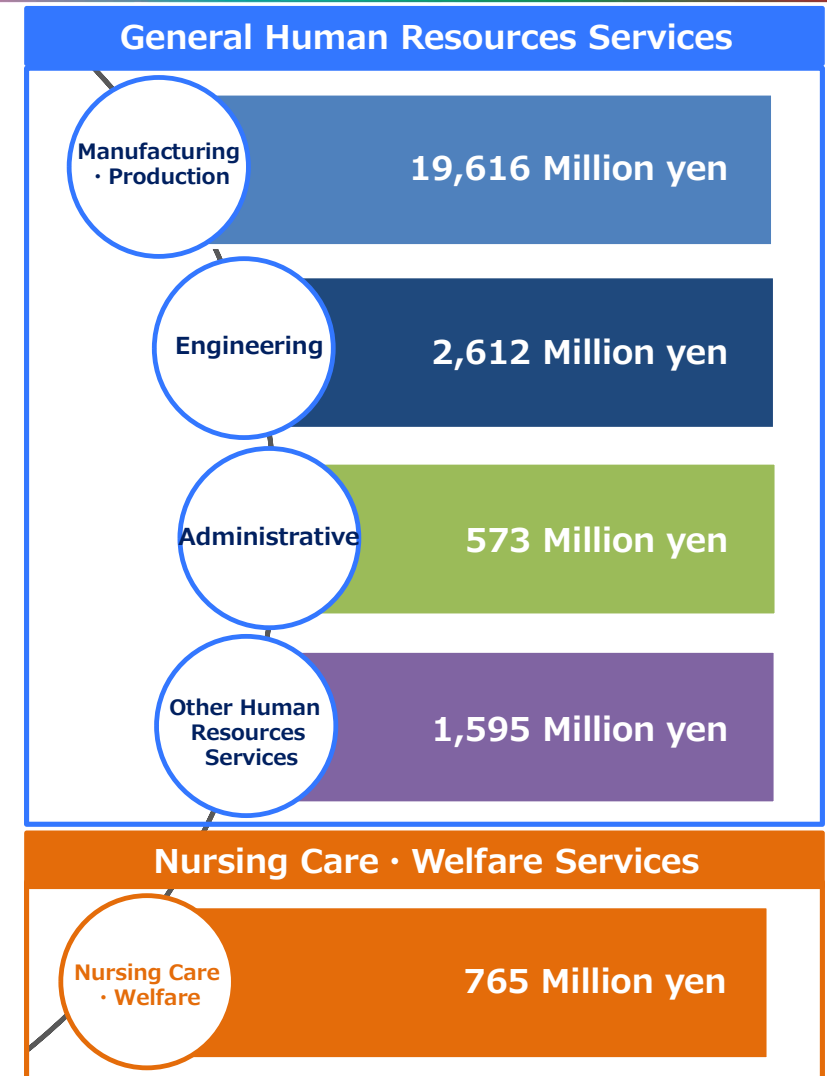 General Human Resources Services
Manufacturing
・Production
19,616 Million yen
Engineering
2,612 Million yen
Administrative
573 Million yen
Other Human
Resources
Services
1,595 Million yen
Nursing Care・Welfare Services
Nursing Care
・Welfare
765 Million yen